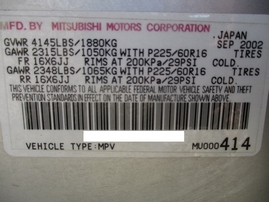 MFD. BY MITSUBISHI MOTORS CORPORATION JAPAN
GVWR 4145LBS/1880KG SEP 2002
GAWR 2315LBS/1050KG WITH P225/60R16 TIRES
FR 16X6JJ RIMS AT 200KPa/29PSI COLD.
GAWR 2348LBS/1065KG WITH P225/60R16 TIRES
RR 16X6JJ RIMS AT 200KPa/29PSI COLD.
THIS VEHICLE CONFORMS TO ALL APPLICABLE FEDERAL MOTOR VEHICLE SAFETY AND THEFT PREVENTION
STANDARDS IN EFFECT ON THE DATE OF MANUFACTURE SHOWN ABOVE.
VEHICLE TYPE:MPV MU000414